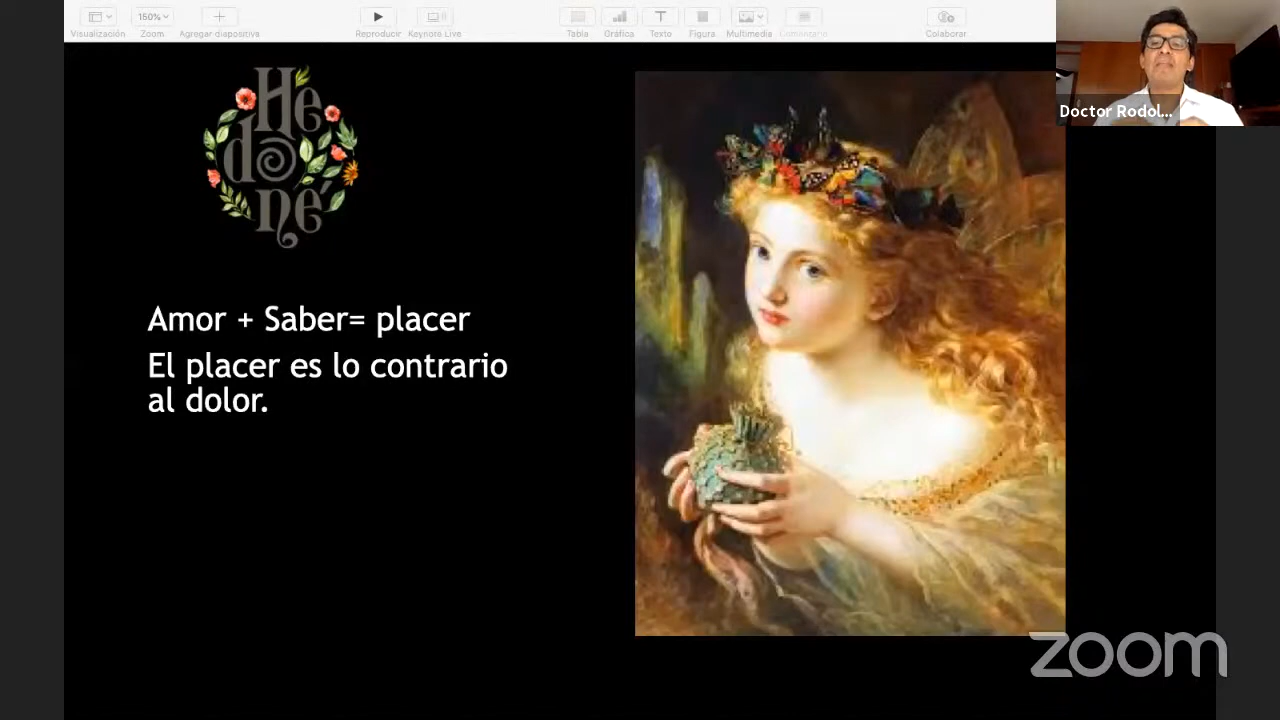 150%
Visualización Zoom Agregar diapositiva Reproducir Keynote Live Tabla Gráfica Texto Figura Multimedia Comentario Colaborar
Doctor Rodol...
He
do
né
Amor + Saber= placer
El placer es lo contrario
al dolor.
zoom